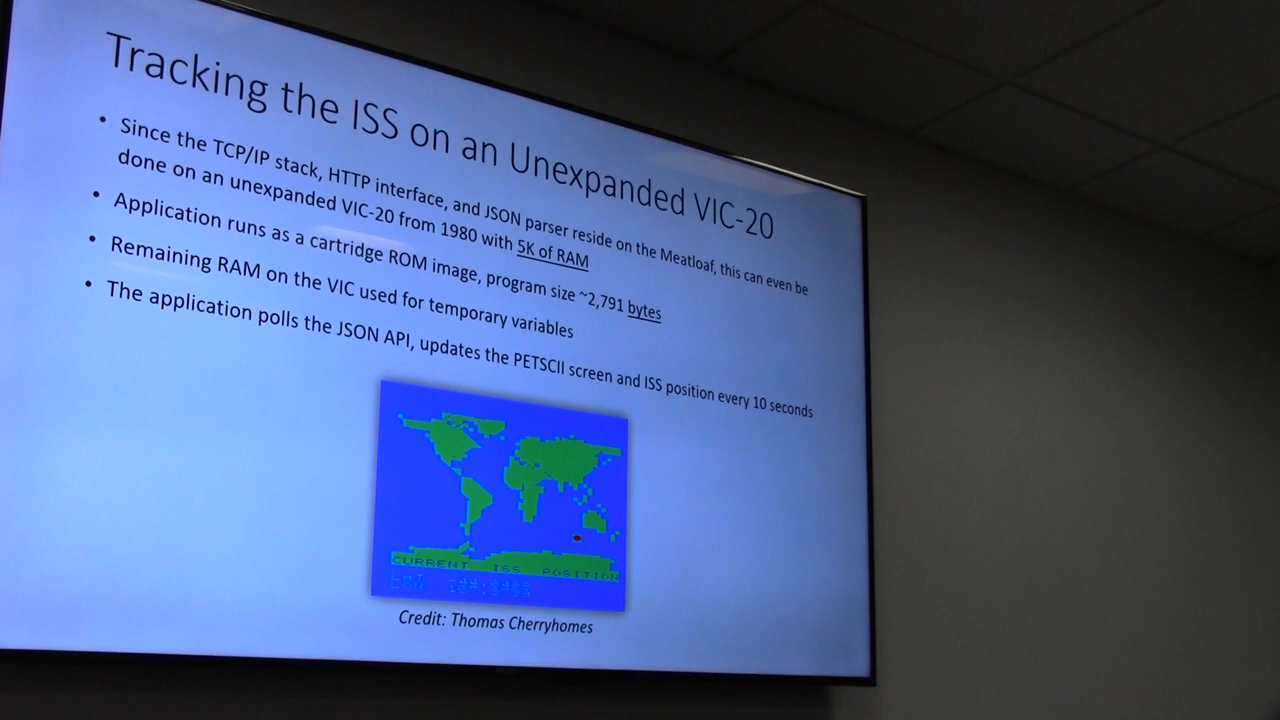 Tracking the ISS on an Unexpanded VIC-20
• Since the TCP/IP stack, HTTP interface, and JSON parser reside on the Meatloaf, this can even be
done on an unexpanded VIC-20 from 1980 with 5K of RAM
• Application runs as a cartridge ROM image, program size ~2,791 bytes
• Remaining RAM on the VIC used for temporary variables
• The application polls the JSON API, updates the PETSCII screen and ISS position every 10 seconds
CURRENT ISS POSITION
Credit: Thomas Cherryhomes